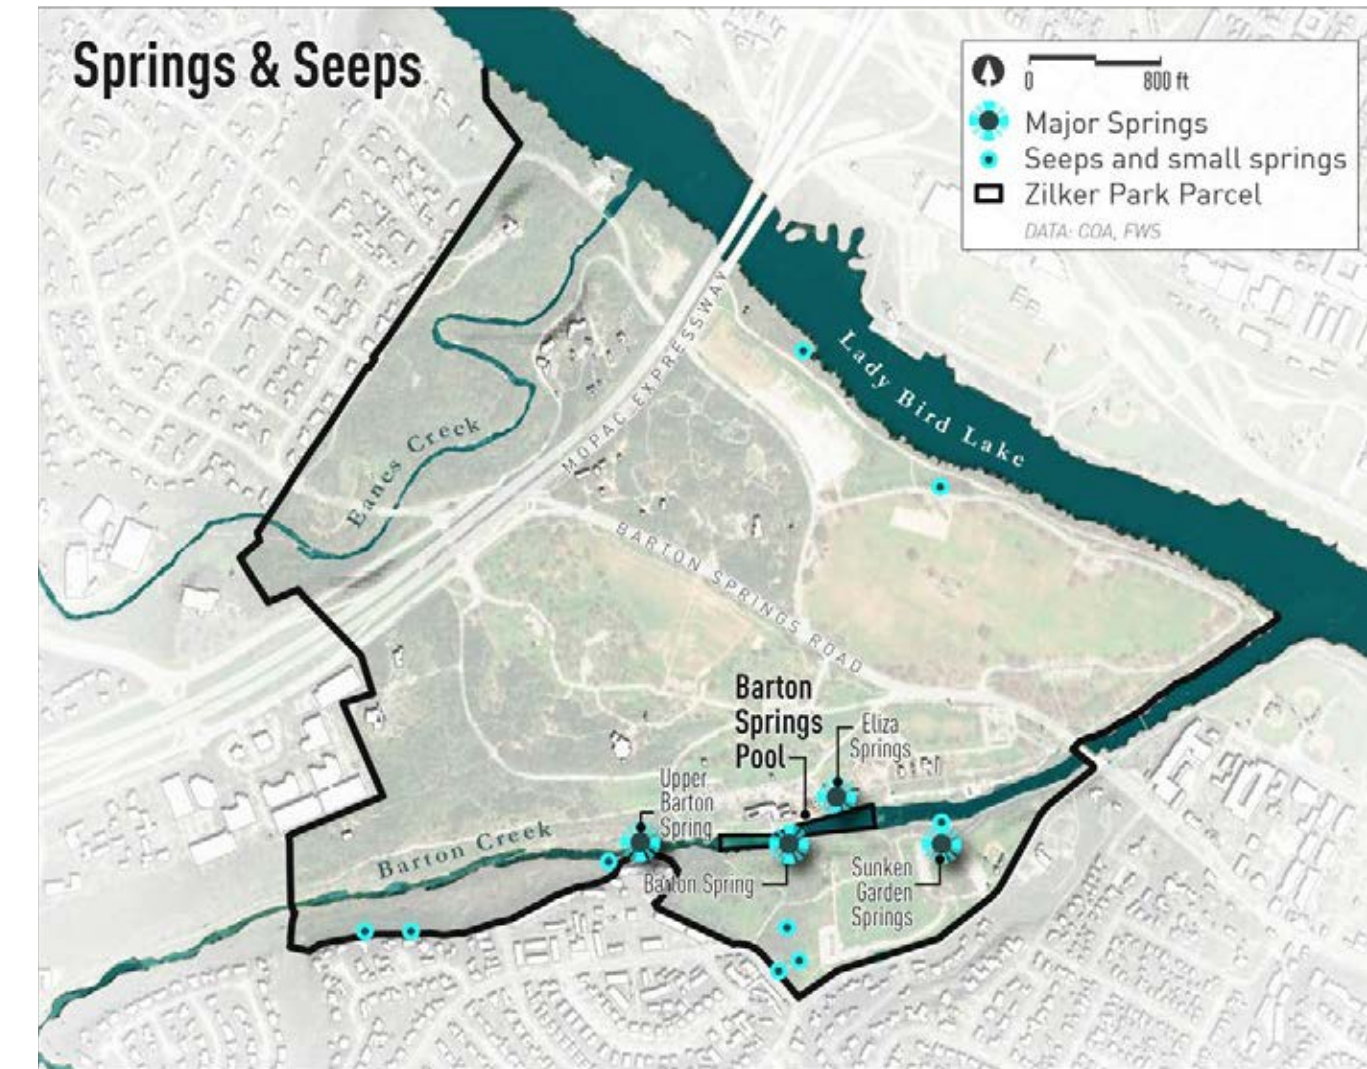 Springs & Seeps
0 800 ft
Major Springs
Seeps and small springs
Zilker Park Parcel
DATA: COA, FWS
MOPAC EXPRESSWAY
Lady Bird Lake
Eanes Creek
BARTON SPRINGS ROAD
Barton
Springs
Pool
Eliza
Springs
Upper
Barton
Spring
Barton Creek
Barton Spring
Sunken
Garden
Springs